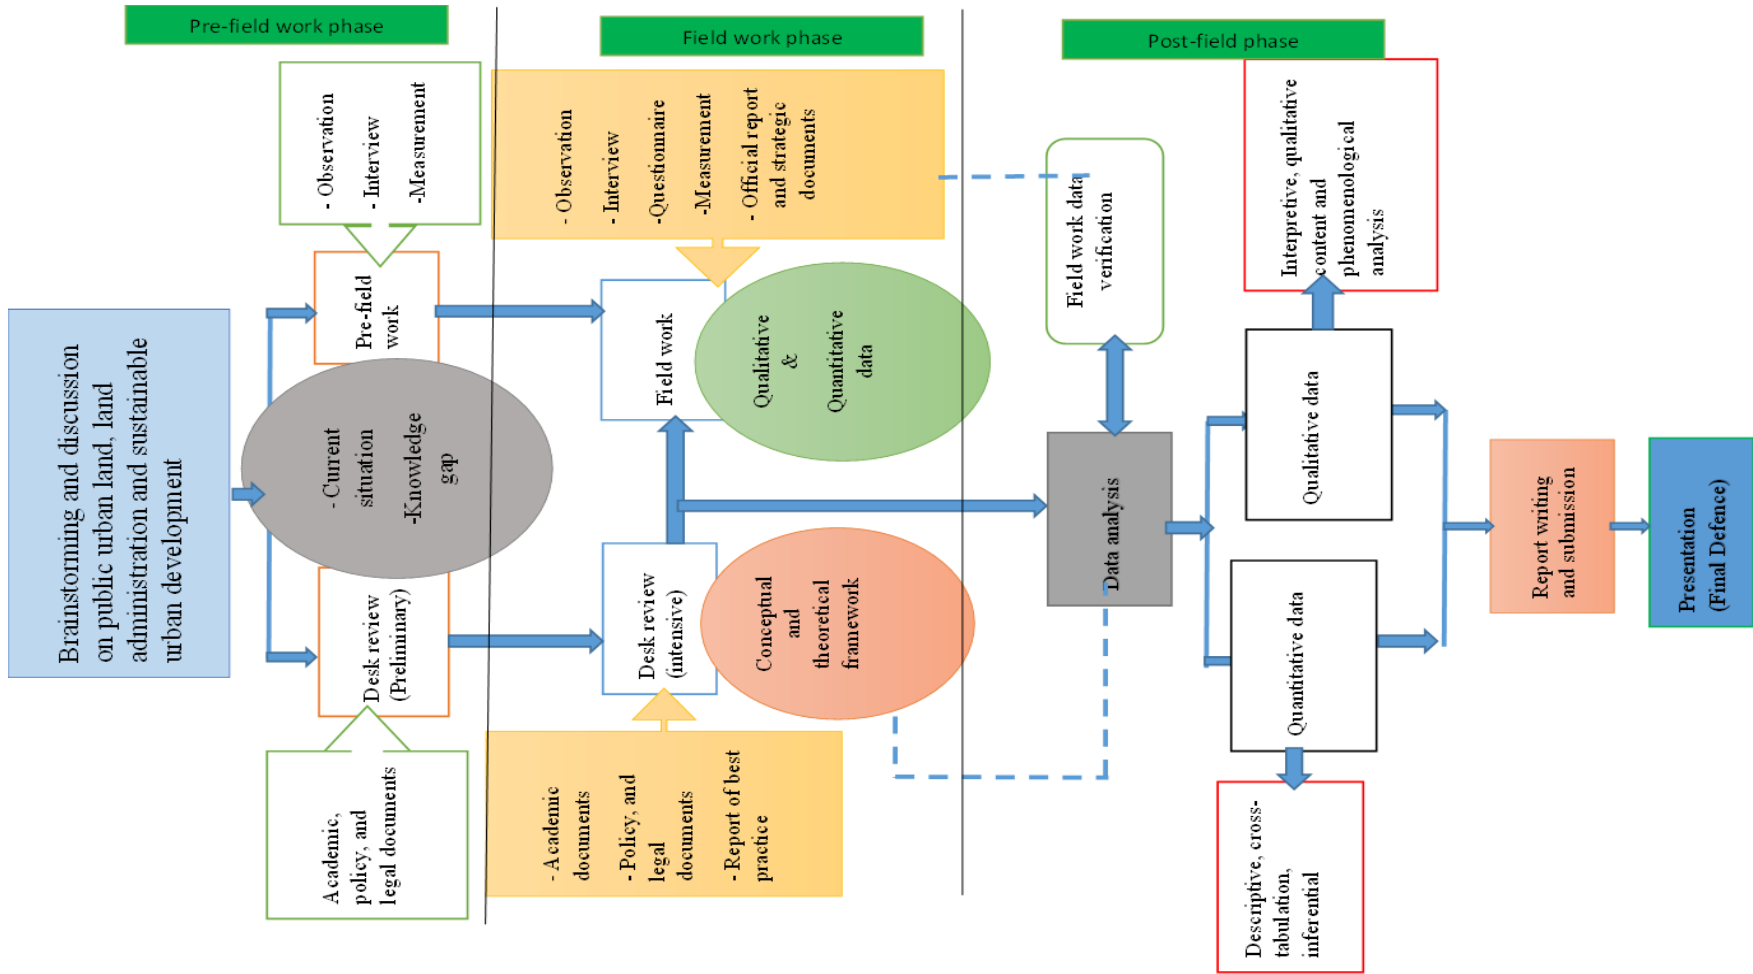 Pre-field work phase
Field work phase
Post-field phase
Brainstorming and discussion
on public urban land, land
administration and sustainable
urban development
- Observation
- Interview
-Measurement
Pre-field
work
- Current
situation
-Knowledge
gap
Desk review
(Preliminary)
Academic,
policy, and
legal documents
- Observation
- Interview
-Questionnaire
-Measurement
- Official report
and strategic
documents
Field work
Qualitative
&
Quantitative
data
Desk review
(intensive)
Conceptual
and
theoretical
framework
- Academic
documents
- Policy, and
legal
documents
- Report of best
practice
Field work data
verification
Data analysis
Interpretive, qualitative
content and
phenomenological
analysis
Qualitative data
Quantitative data
Descriptive, cross-
tabulation,
inferential
Report writing
and submission
Presentation
(Final Defence)